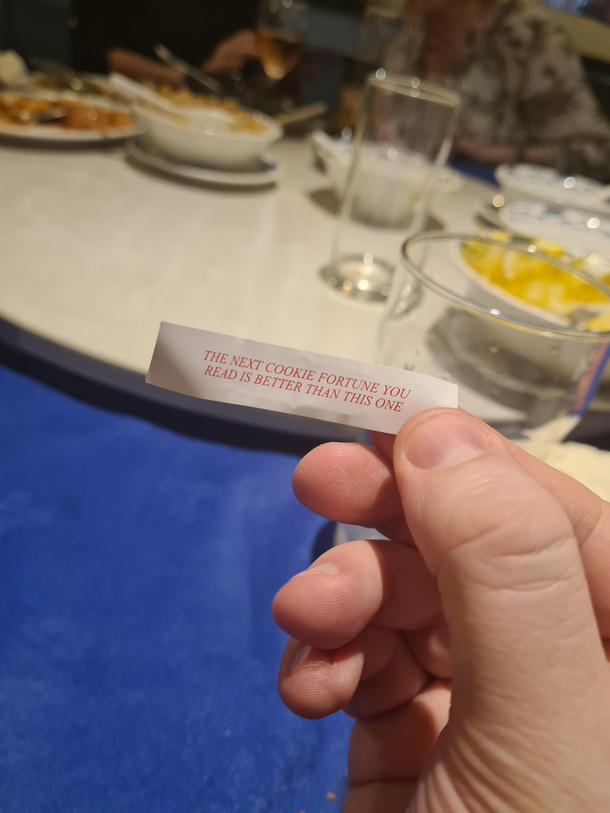 THE NEXT COOKIE FORTUNE YOU
READ IS BETTER THAN THIS ONE